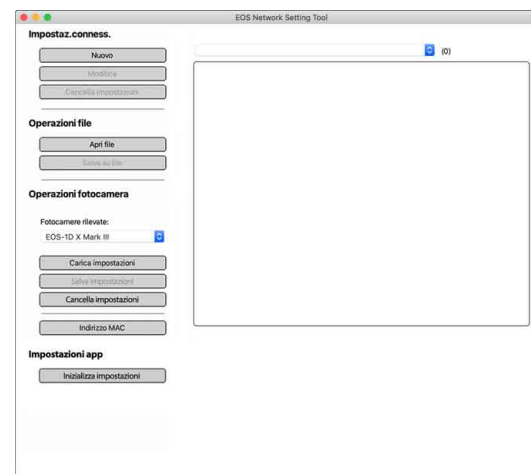 EOS Network Setting Tool
Impostaz.conness.
Nuovo
Modifica
Cancella impostazioni
(0)
Operazioni file
Apri file
Salva su file
Operazioni fotocamera
Fotocamere rilevate:
EOS-1D X Mark III
Carica impostazioni
Salva impostazioni
Cancella impostazioni
Indirizzo MAC
Impostazioni app
Inizializza impostazioni